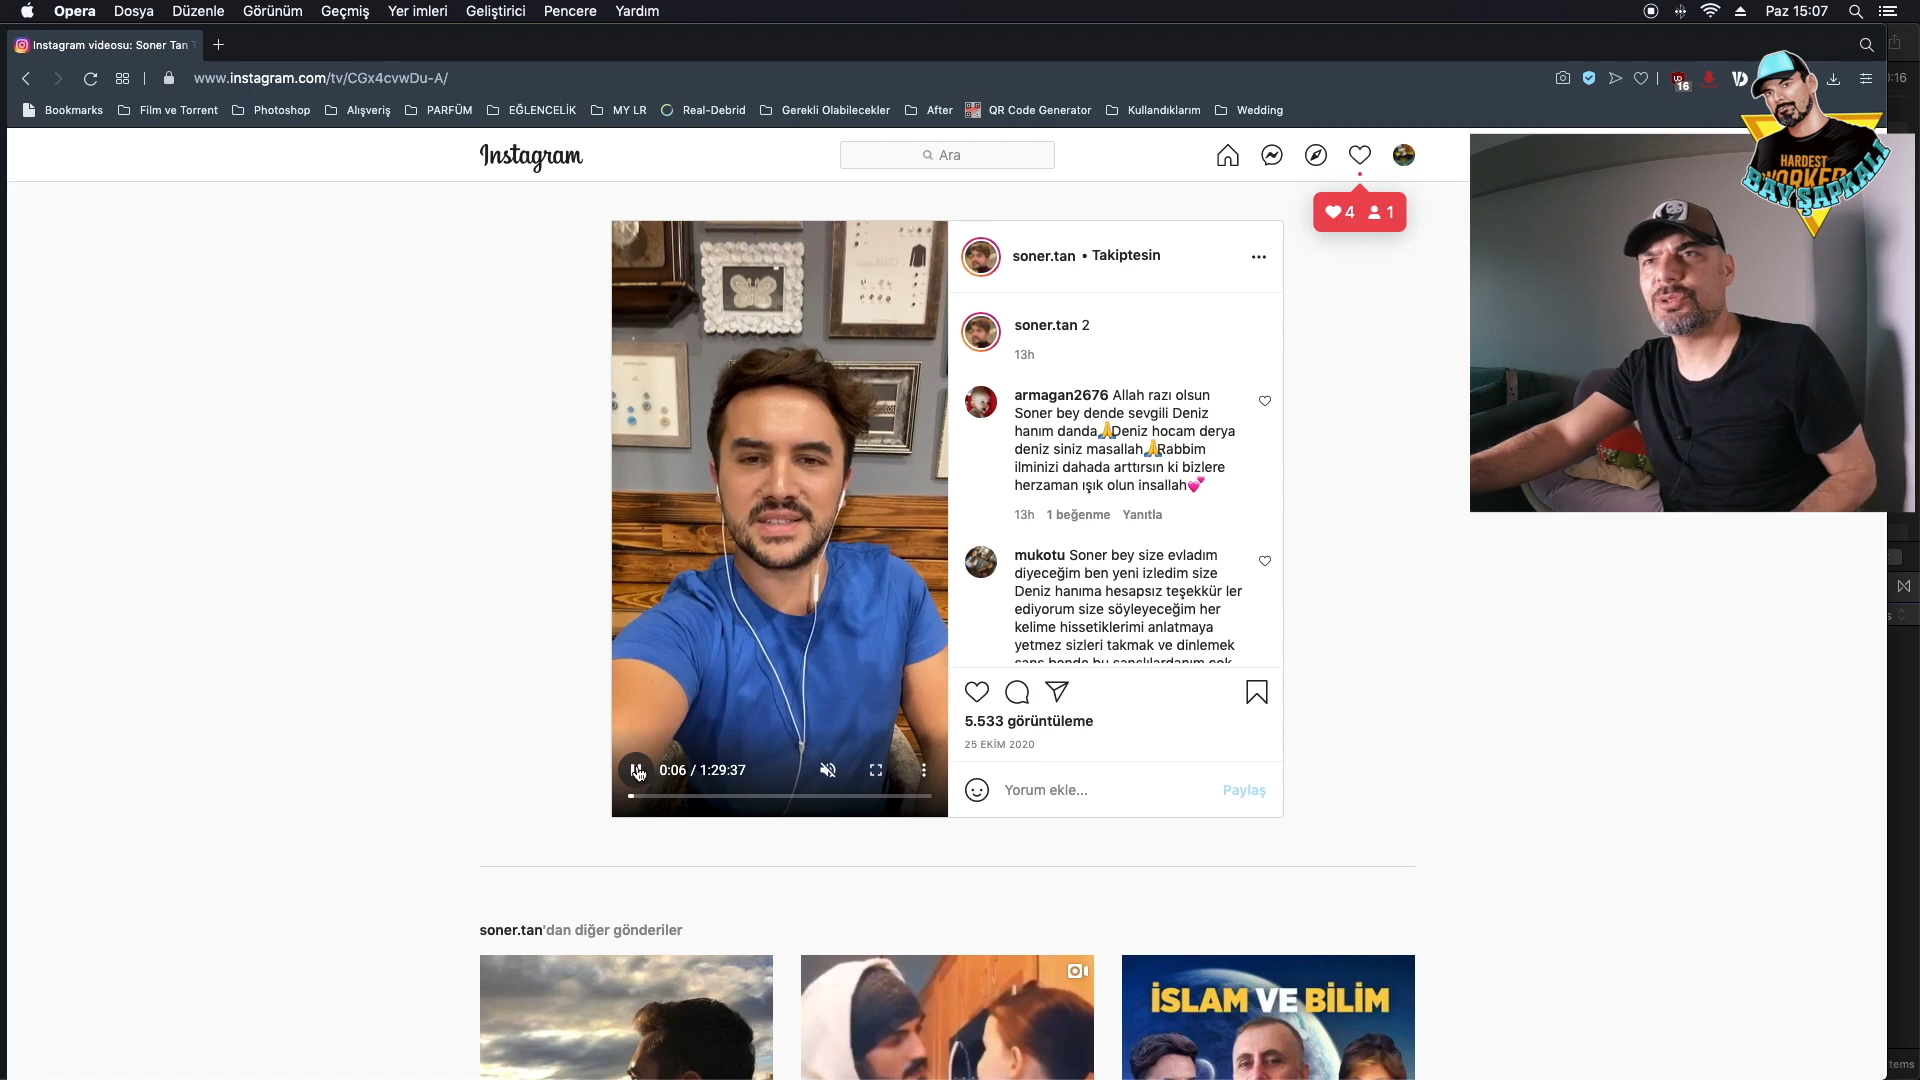 Opera Dosya Düzenle Görünüm Geçmiş Yer imleri Geliştirici Pencere Yardım
Paz 15:07
Instagram videosu: Soner Tan
www.instagram.com/tv/CGx4cvwDu-A/
16
:16
Bookmarks Film ve Torrent Photoshop Alışveriş PARFÜM EĞLENCELİK MY LR Real-Debrid Gerekli Olabilecekler After QR Code Generator Kullandıklarım Wedding
HARDEST
WORKER
BAY ŞAPKALI
Instagram
Ara
4 1
soner.tan • Takiptesin
soner.tan 2
13h
armagan2676 Allah razı olsun
Soner bey dende sevgili Deniz
hanım danda🙏Deniz hocam derya
deniz siniz masallah🙏Rabbim
ilminizi dahada arttırsın ki bizlere
herzaman ışık olun insallah💕
13h 1 beğenme Yanıtla
mukotu Soner bey size evladım
diyeceğim ben yeni izledim size
Deniz hanıma hesapsız teşekkür ler
ediyorum size söyleyeceğim her
kelime hissetiklerimi anlatmaya
yetmez sizleri takmak ve dinlemek
5.533 görüntüleme
25 EKİM 2020
0:06 / 1:29:37
Yorum ekle...
Paylaş
soner.tan'dan diğer gönderiler
İSLAM VE BİLİM
tems